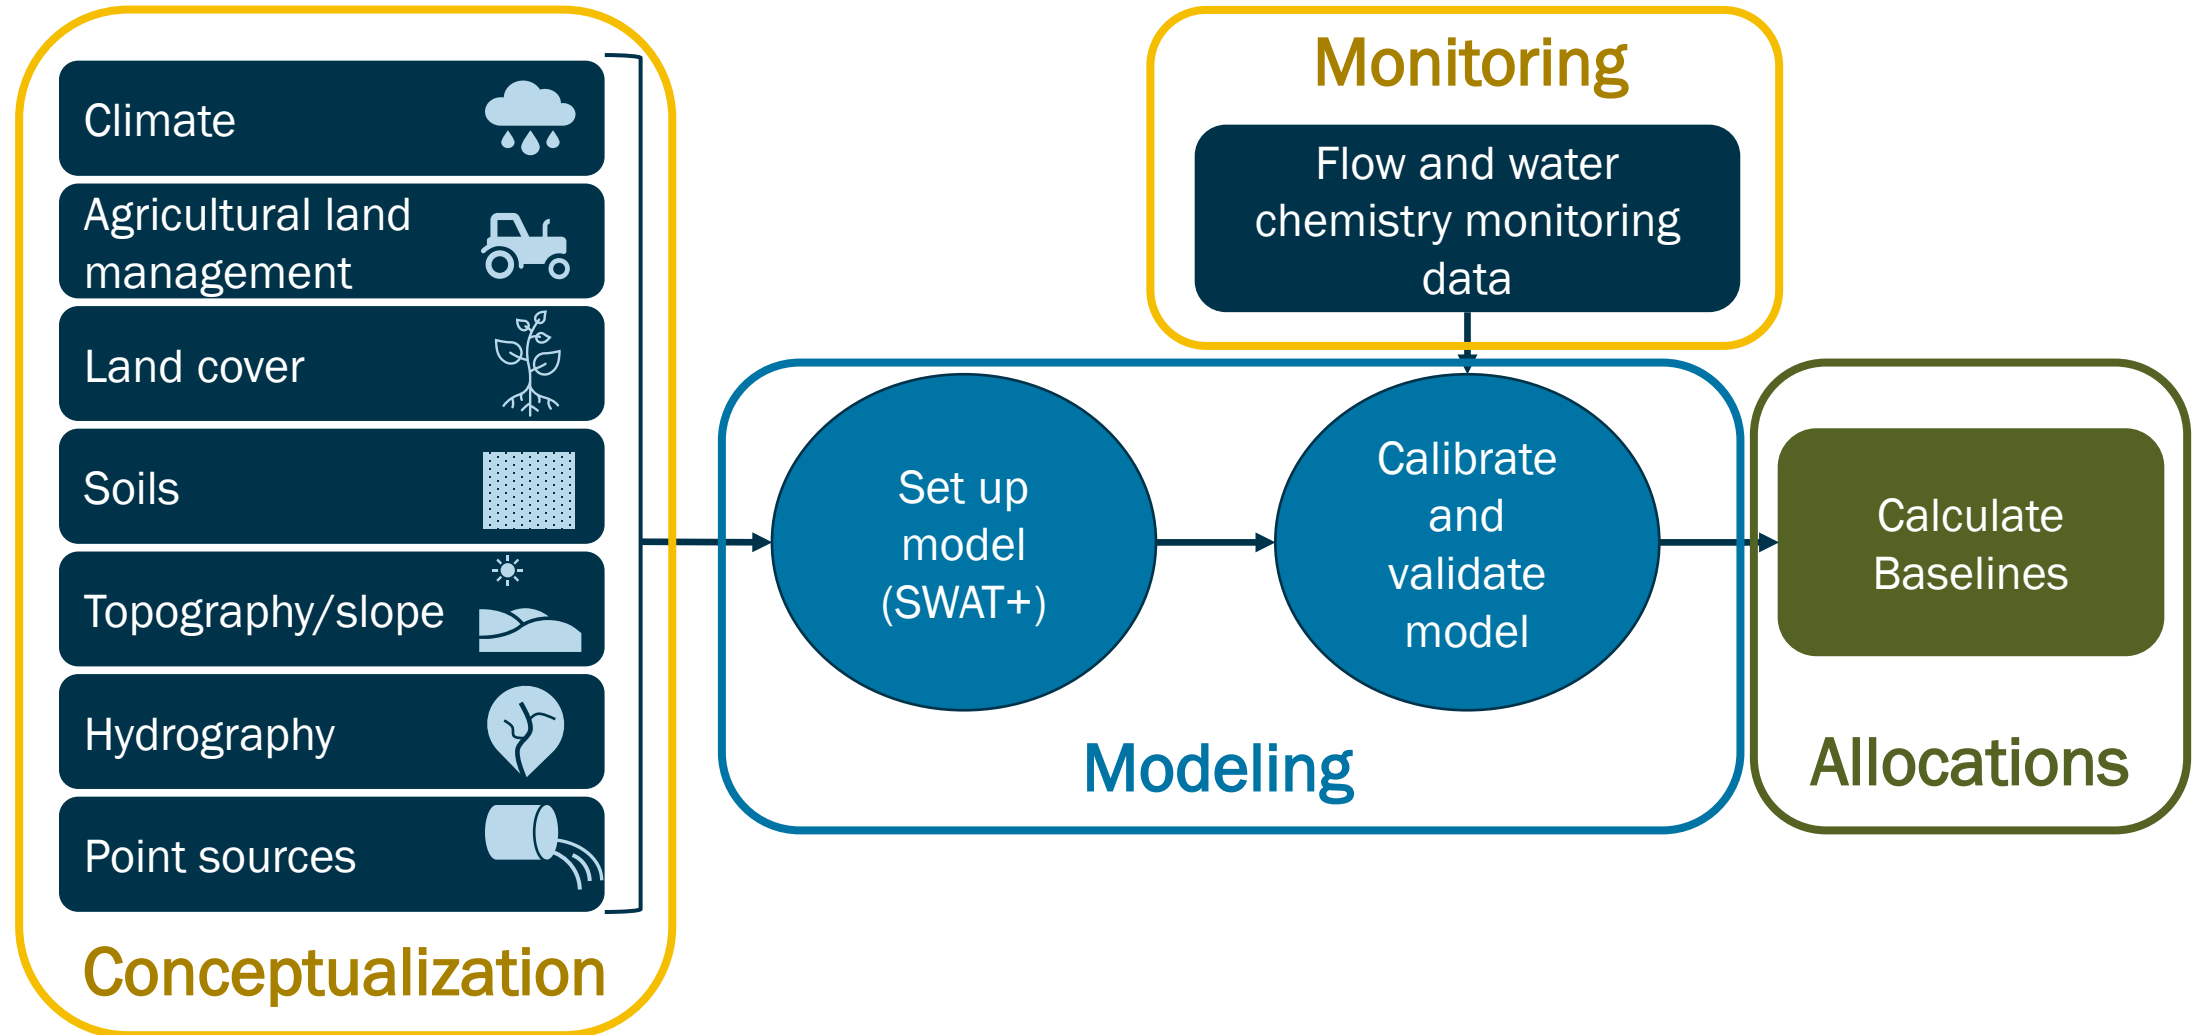 Climate
Agricultural land
management
Land cover
Soils
Topography/slope
Hydrography
Point sources
Conceptualization
Monitoring
Flow and water
chemistry monitoring
data
Set up
model
(SWAT+)
Calibrate
and
validate
model
Modeling
Calculate
Baselines
Allocations